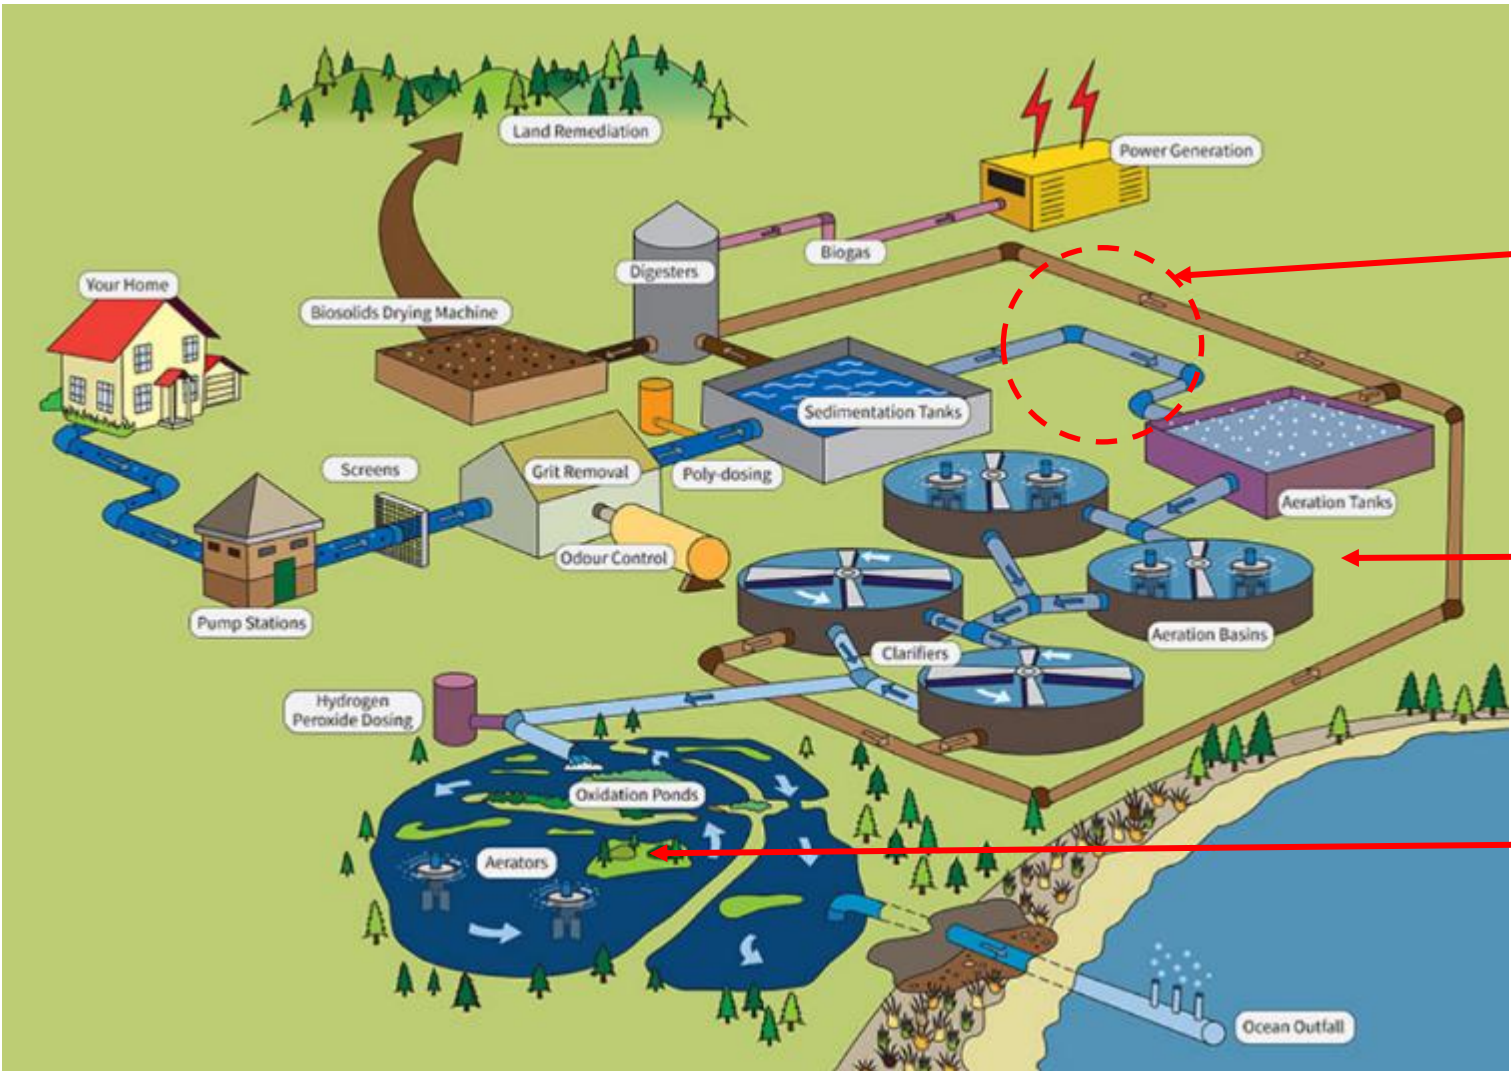 Land Remediation
Power Generation
Biogas
Digesters
Your Home
Biosolids Drying Machine
Sedimentation Tanks
Screens
Grit Removal
Poly-dosing
Aeration Tanks
Odour Control
Pump Stations
Aeration Basins
Clarifiers
Hydrogen
Peroxide Dosing
Oxidation Ponds
Aerators
Ocean Outfall